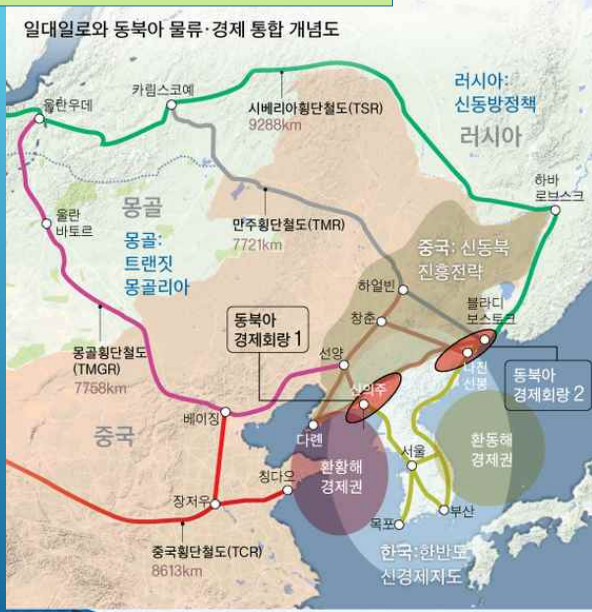 일대일로와 동북아 물류·경제 통합 개념도
울란우데
카림스코예
시베리아횡단철도(TSR)
9288km
러시아:
신동방정책
러시아
하바
로브스크
몽골
울란
바토르
몽골:
트랜짓
몽골리아
만주횡단철도(TMR)
7721km
중국: 신동북
진흥전략
하얼빈
창춘
블라디
보스토크
동북아
경제회랑 1
선양
신의주
나진
신봉
동북아
경제회랑 2
몽골횡단철도
(TMGR)
7758km
베이징
중국
다롄
환황해
경제권
서울
환동해
경제권
칭다오
장저우
목포
부산
중국횡단철도(TCR)
8613km
한국:한반도
신경제지도